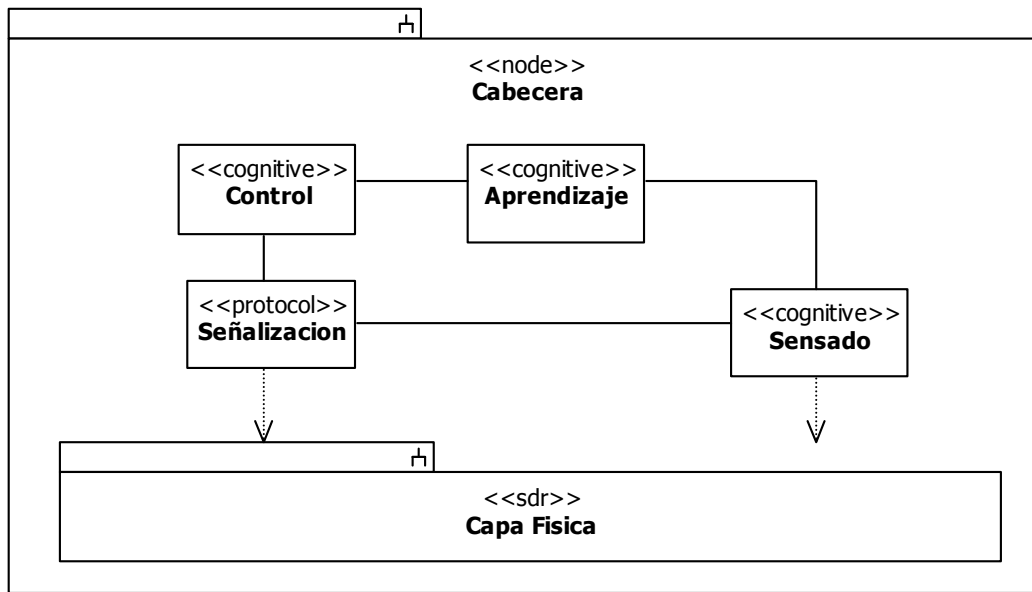 <<node>>
Cabecera
<<cognitive>>
Control
<<cognitive>>
Aprendizaje
<<protocol>>
Señalizacion
<<cognitive>>
Sensado
<<sdr>>
Capa Fisica